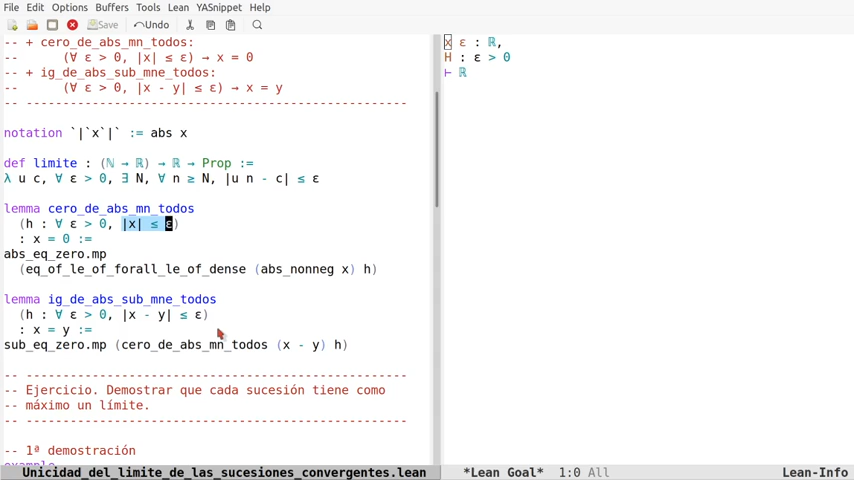 File Edit Options Buffers Tools Lean YASnippet Help
Save Undo
-- + cero_de_abs_mn_todos:
-- (∀ ε > 0, |x| ≤ ε) → x = 0
-- + ig_de_abs_sub_mne_todos:
-- (∀ ε > 0, |x - y| ≤ ε) → x = y
-- ----------------------------------------------------
notation `|`x`|` := abs x
def limite : (ℕ → ℝ) → ℝ → Prop :=
λ u c, ∀ ε > 0, ∃ N, ∀ n ≥ N, |u n - c| ≤ ε
lemma cero_de_abs_mn_todos
(h : ∀ ε > 0, |x| ≤ ε)
: x = 0 :=
abs_eq_zero.mp
(eq_of_le_of_forall_le_of_dense (abs_nonneg x) h)
lemma ig_de_abs_sub_mne_todos
(h : ∀ ε > 0, |x - y| ≤ ε)
: x = y :=
sub_eq_zero.mp (cero_de_abs_mn_todos (x - y) h)
-- ----------------------------------------------------
-- Ejercicio. Demostrar que cada sucesión tiene como
-- máximo un límite.
-- ----------------------------------------------------
-- 1ª demostración
example
Unicidad_del_limite_de_las_sucesiones_convergentes.lean
x ε : ℝ,
H : ε > 0
⊢ ℝ
*Lean Goal* 1:0 All Lean-Info